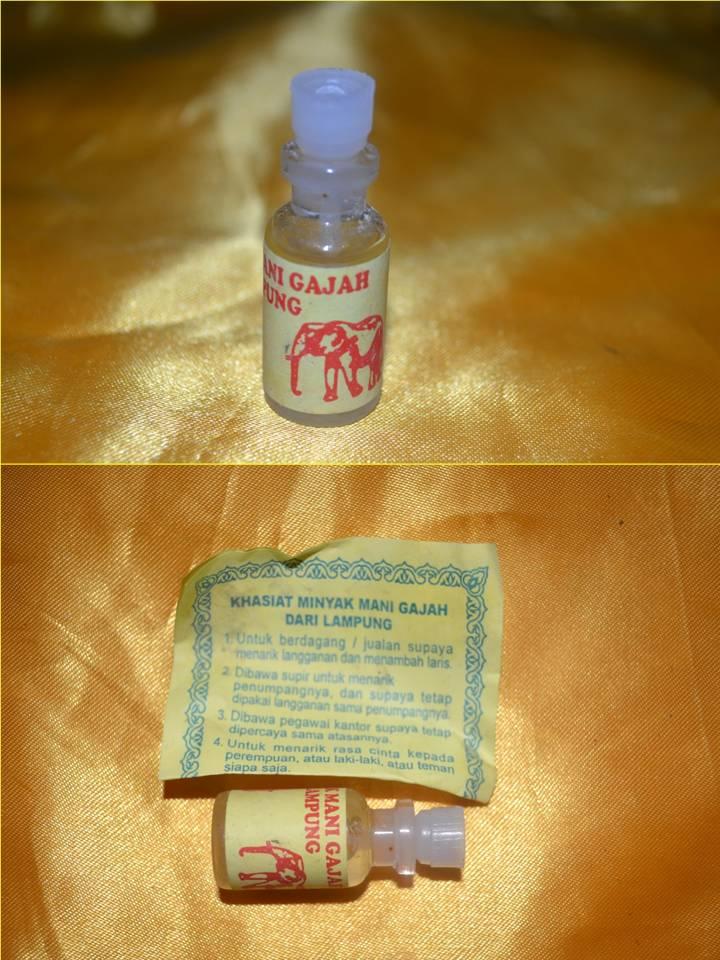 ANI GAJAH
PUNG
KHASIAT MINYAK MANI GAJAH
DARI LAMPUNG
1. Untuk berdagang / jualan supaya
menarik langganan dan menambah laris.
2. Dibawa supir untuk menarik
penumpangnya, dan supaya tetap
dipakai langganan sama penumpangnya.
3. Dibawa pegawai kantor supaya tetap
dipercaya sama atasannya.
4. Untuk menarik rasa cinta kepada
perempuan, atau laki-laki, atau teman
siapa saja.
MANI GAJA
AMPUNG